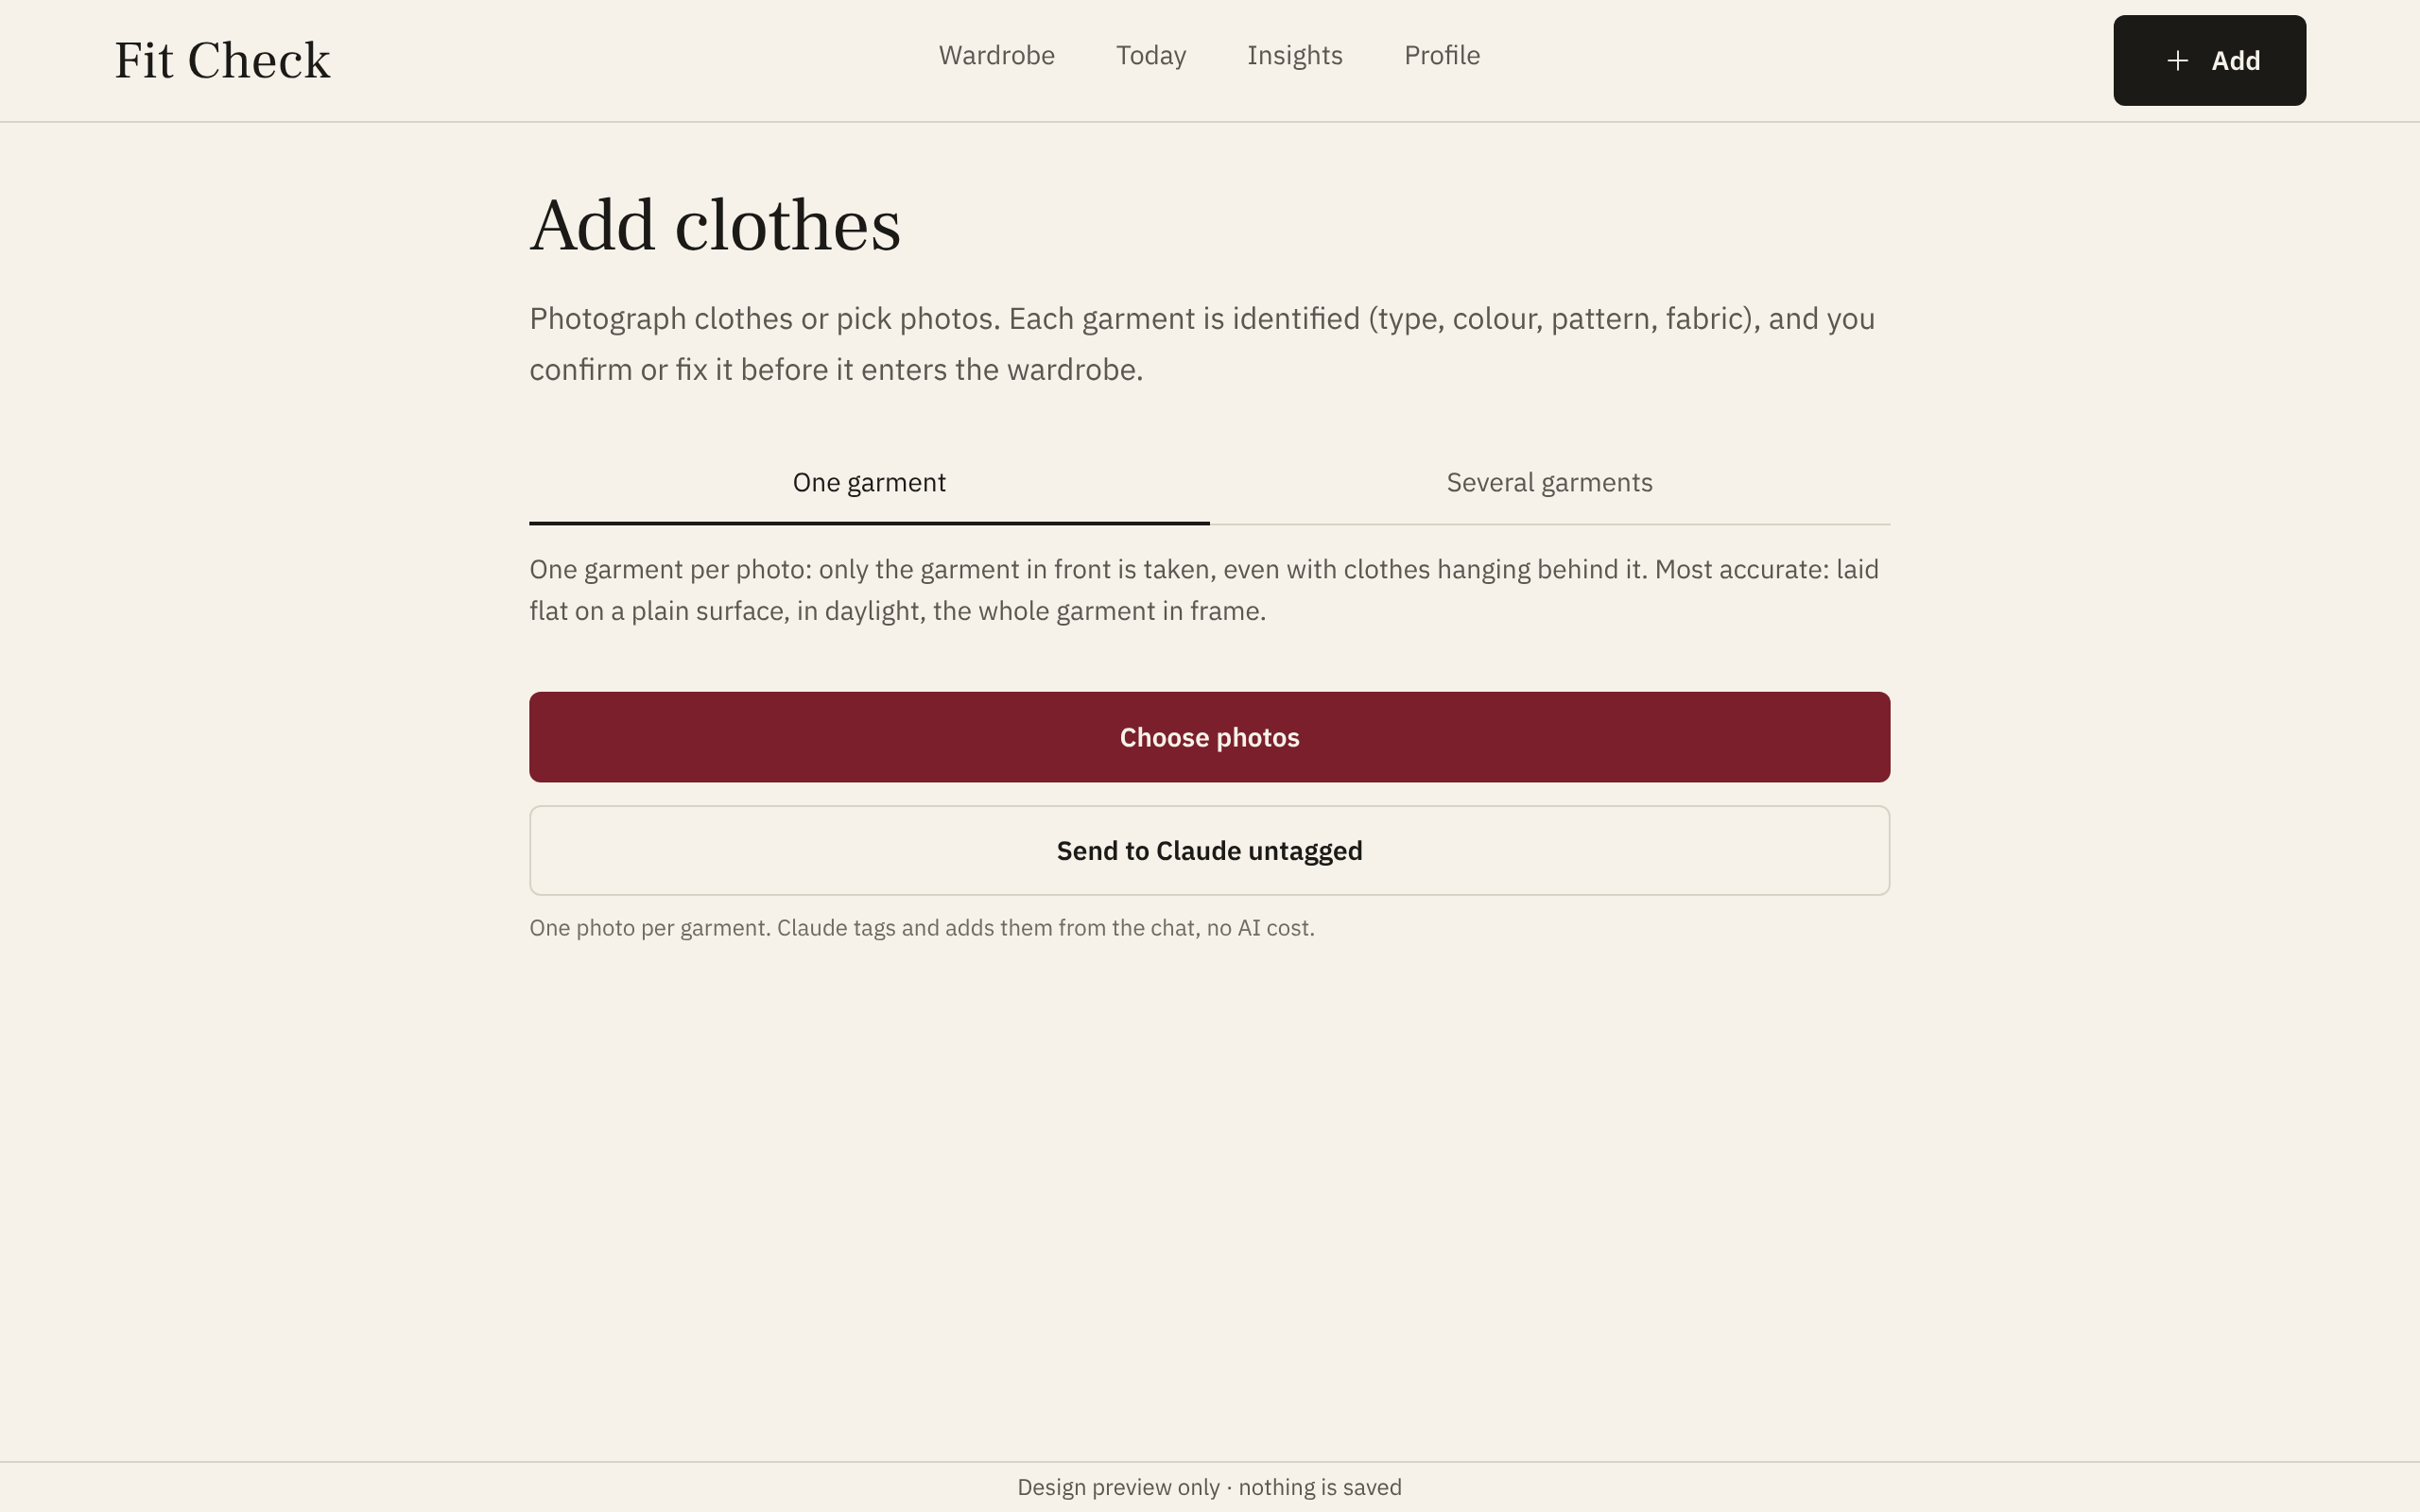 Fit Check
Wardrobe
Today
Insights
Profile
+ Add
Add clothes
Photograph clothes or pick photos. Each garment is identified (type, colour, pattern, fabric), and you
confirm or fix it before it enters the wardrobe.
One garment
Several garments
One garment per photo: only the garment in front is taken, even with clothes hanging behind it. Most accurate: laid
flat on a plain surface, in daylight, the whole garment in frame.
Choose photos
Send to Claude untagged
One photo per garment. Claude tags and adds them from the chat, no AI cost.
Design preview only · nothing is saved